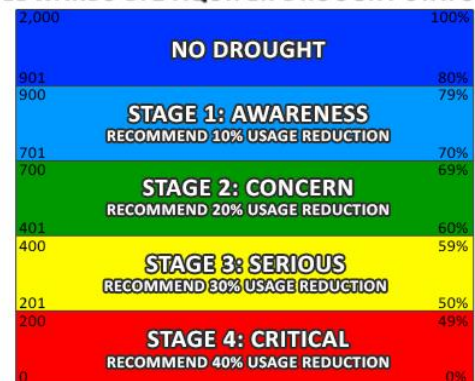 2,000 100%
NO DROUGHT
901 80%
900 79%
STAGE 1: AWARENESS
RECOMMEND 10% USAGE REDUCTION
701 70%
700 69%
STAGE 2: CONCERN
RECOMMEND 20% USAGE REDUCTION
401 60%
400 59%
STAGE 3: SERIOUS
RECOMMEND 30% USAGE REDUCTION
201 50%
200 49%
STAGE 4: CRITICAL
RECOMMEND 40% USAGE REDUCTION
0 0%